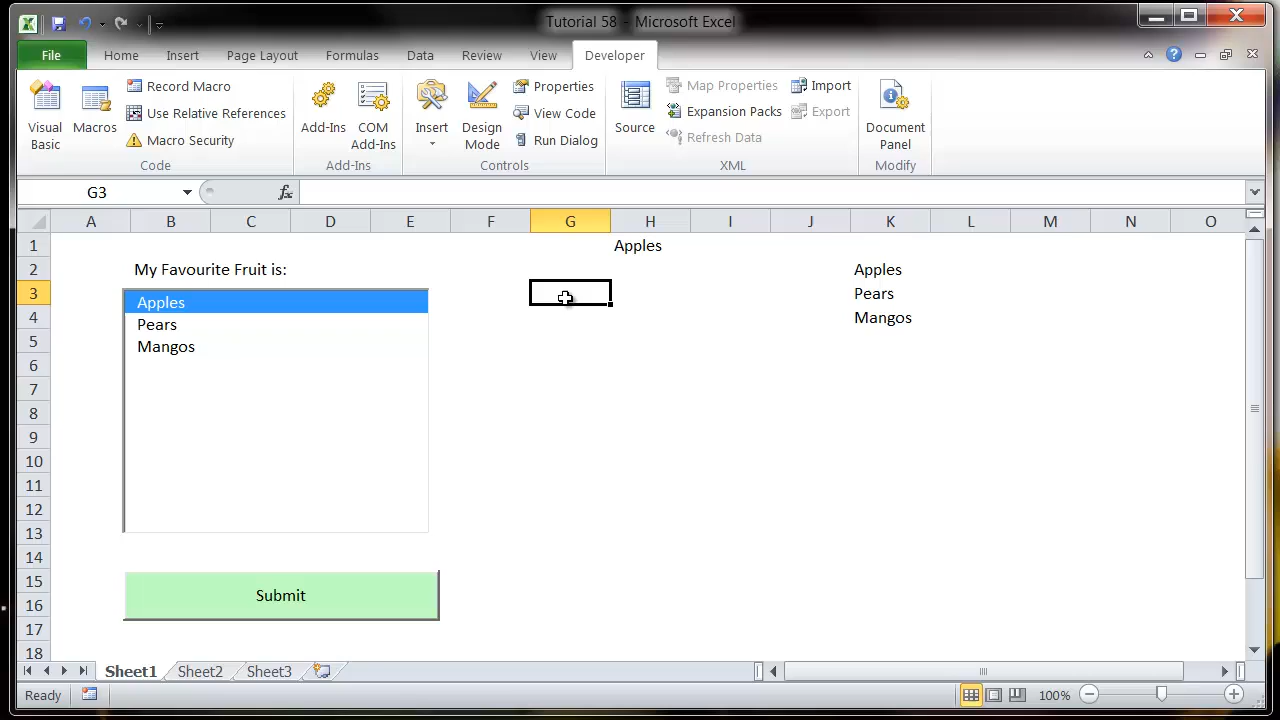 Tutorial 58 - Microsoft Excel
File Home Insert Page Layout Formulas Data Review View Developer
Visual Basic
Macros
Record Macro
Use Relative References
Macro Security
Code
Add-Ins
COM Add-Ins
Add-Ins
Insert
Design Mode
Properties
View Code
Run Dialog
Controls
Source
Map Properties
Expansion Packs
Refresh Data
Import
Export
XML
Document Panel
Modify
G3 fx
A B C D E F G H I J K L M N O
1 Apples
2 My Favourite Fruit is: Apples
3 Apples Pears
4 Pears Mangos
5 Mangos
6
7
8
9
10
11
12
13
14
15 Submit
16
17
18
Sheet1 Sheet2 Sheet3
Ready 100%